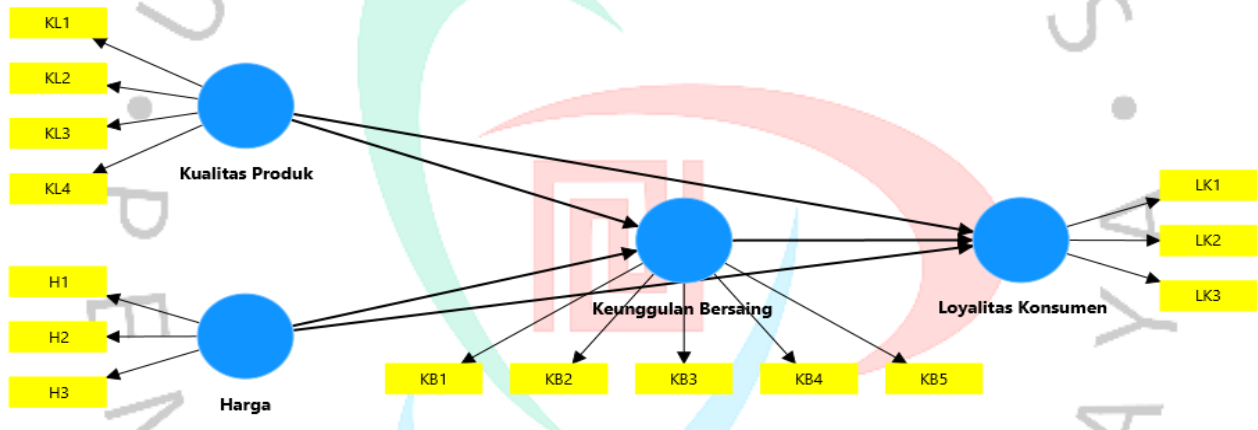 KL1
KL2
KL3
KL4
Kualitas Produk
H1
H2
H3
Harga
Keunggulan Bersaing
KB1
KB2
KB3
KB4
KB5
Loyalitas Konsumen
LK1
LK2
LK3